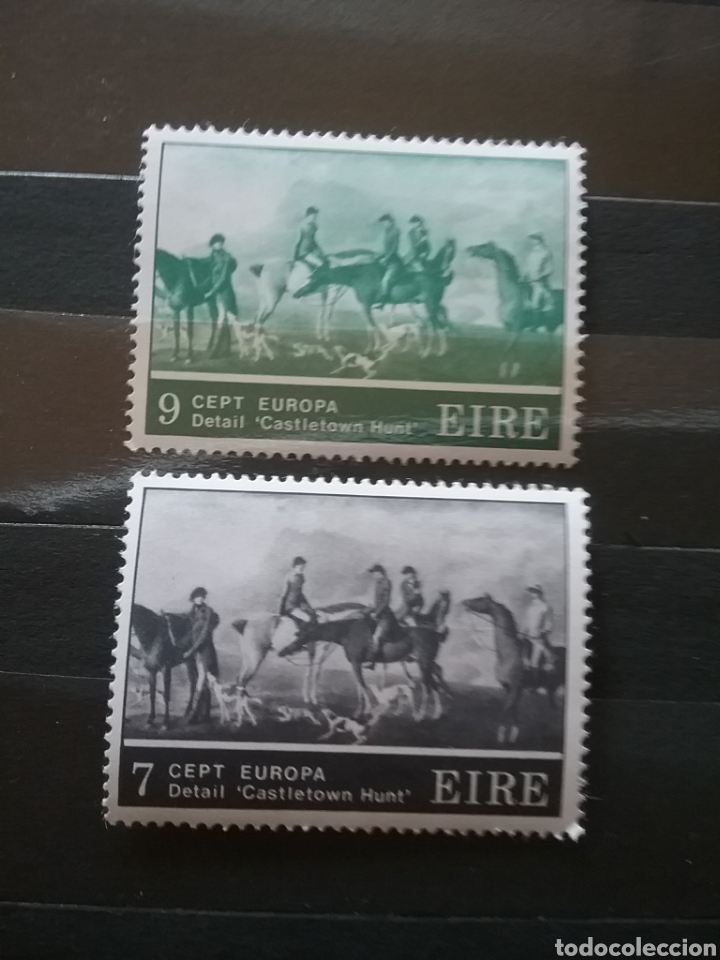 9 CEPT EUROPA
Detail 'Castletown Hunt' EIRE
7 CEPT EUROPA
Detail 'Castletown Hunt' EIRE
todocoleccion